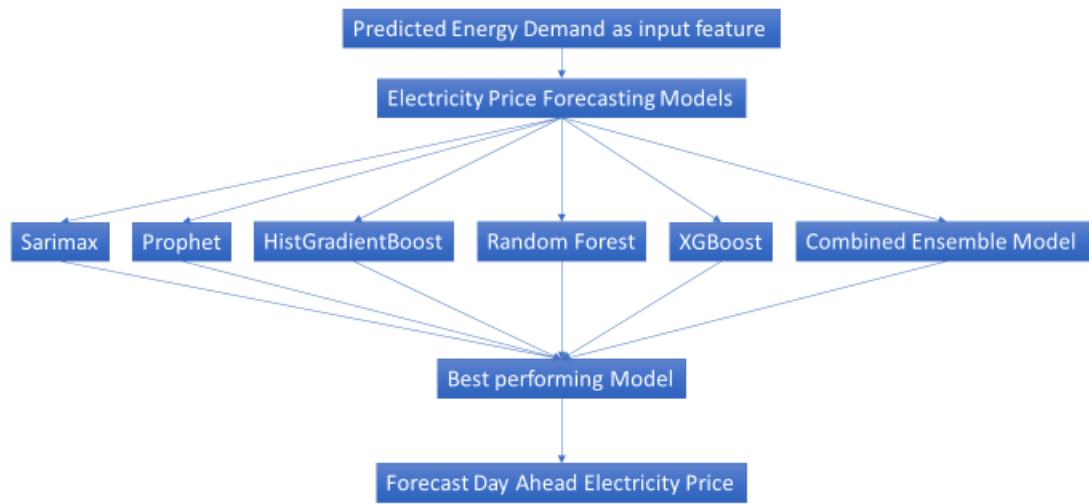 Predicted Energy Demand as input feature
Electricity Price Forecasting Models
Sarimax
Prophet
HistGradientBoost
Random Forest
XGBoost
Combined Ensemble Model
Best performing Model
Forecast Day Ahead Electricity Price